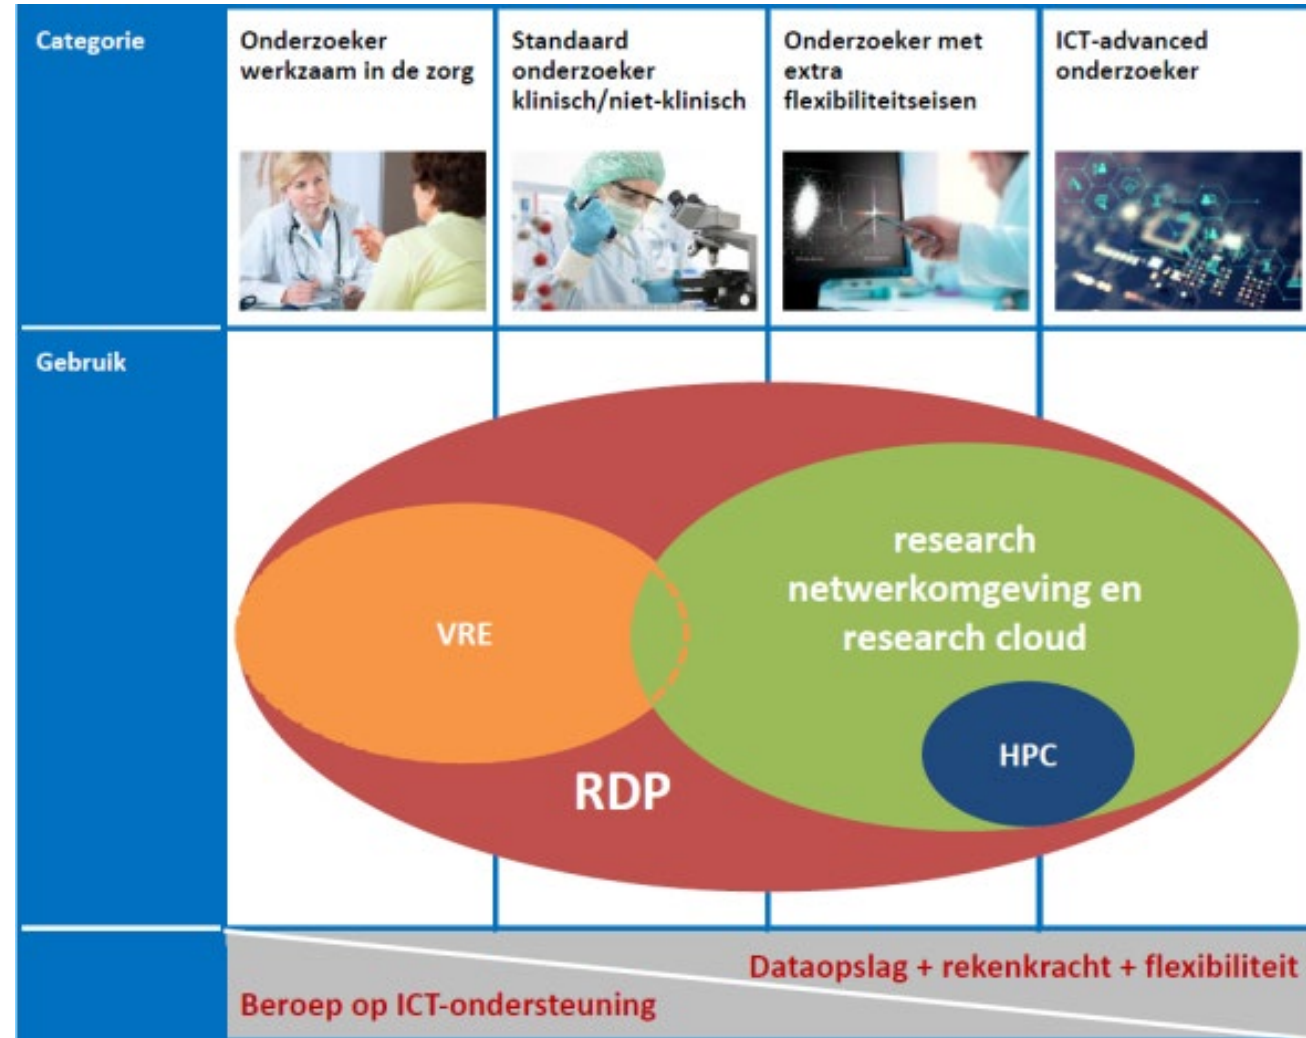 Categorie
Onderzoeker
werkzaam in de zorg
Standaard
onderzoeker
klinisch/niet-klinisch
Onderzoeker met
extra
flexibiliteitseisen
ICT-advanced
onderzoeker
Gebruik
research
netwerkomgeving en
research cloud
VRE
HPC
RDP
Dataopslag + rekenkracht + flexibiliteit
Beroep op ICT-ondersteuning